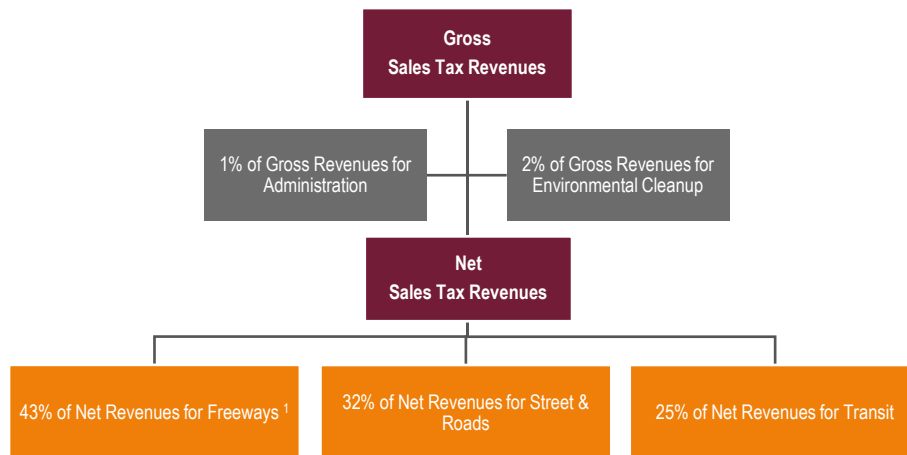 Gross
Sales Tax Revenues
1% of Gross Revenues for
Administration
2% of Gross Revenues for
Environmental Cleanup
Net
Sales Tax Revenues
43% of Net Revenues for Freeways ¹
32% of Net Revenues for Street &
Roads
25% of Net Revenues for Transit